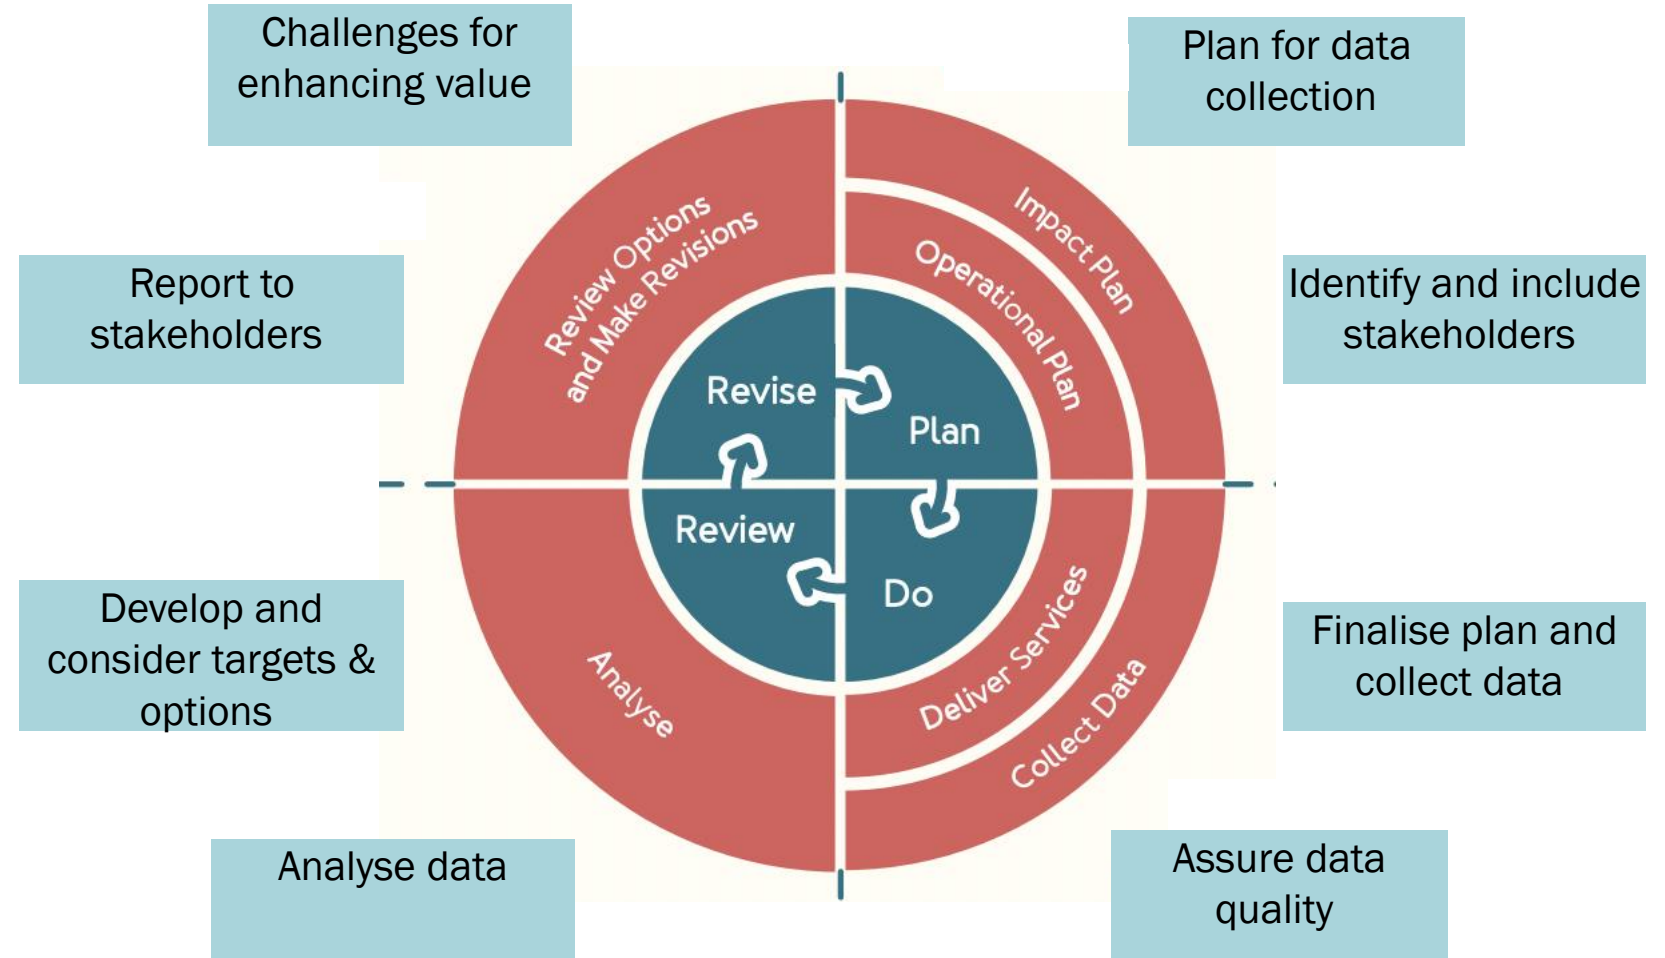 Challenges for
enhancing value
Plan for data
collection
Report to
stakeholders
Identify and include
stakeholders
Develop and
consider targets &
options
Finalise plan and
collect data
Analyse data
Assure data
quality
Review Options
and Make Revisions
Impact Plan
Operational Plan
Revise
Plan
Review
Do
Analyse
Deliver Services
Collect Data